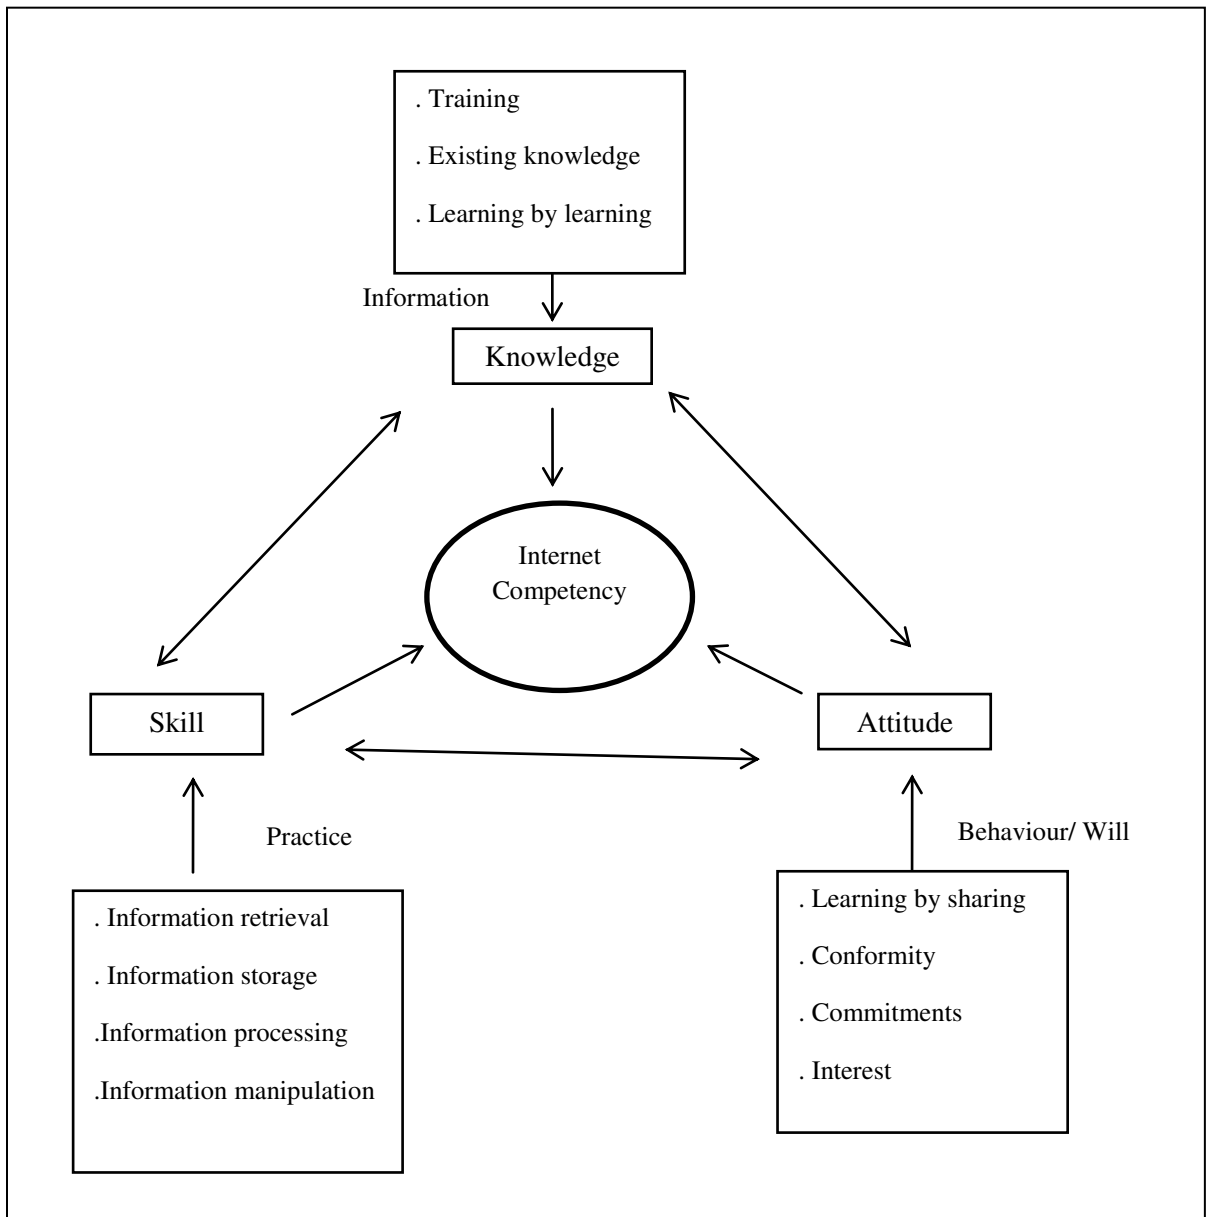 . Training
. Existing knowledge
. Learning by learning
Information
Knowledge
Internet
Competency
Skill
Attitude
Practice
Behaviour/ Will
. Information retrieval
. Information storage
.Information processing
.Information manipulation
. Learning by sharing
. Conformity
. Commitments
. Interest